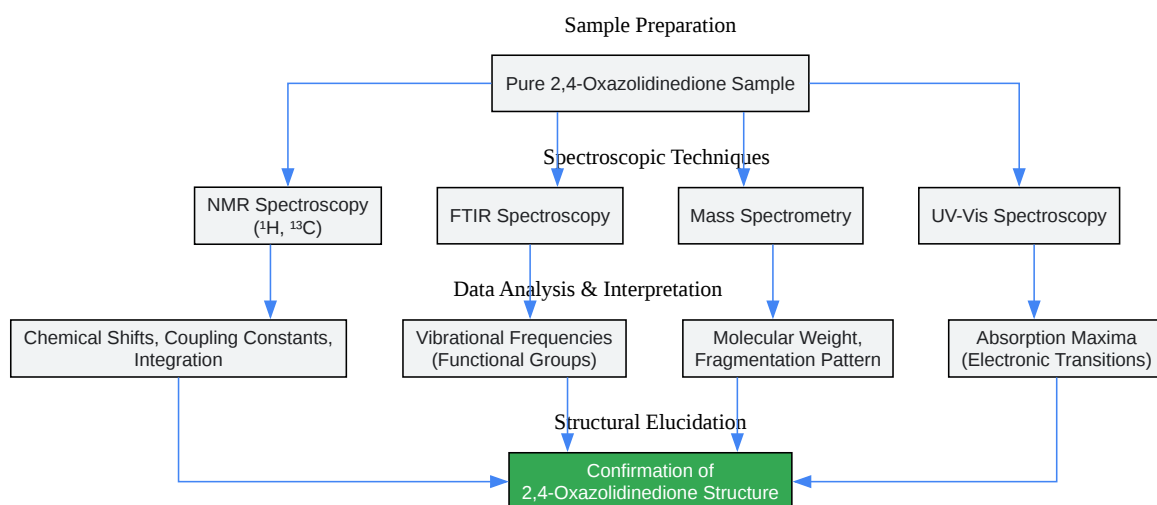 Sample Preparation
Pure 2,4-Oxazolidinedione Sample
Spectroscopic Techniques
NMR Spectroscopy
(¹H, ¹³C)
FTIR Spectroscopy
Mass Spectrometry
UV-Vis Spectroscopy
Data Analysis & Interpretation
Chemical Shifts, Coupling Constants,
Integration
Vibrational Frequencies
(Functional Groups)
Molecular Weight,
Fragmentation Pattern
Absorption Maxima
(Electronic Transitions)
Structural Elucidation
Confirmation of
2,4-Oxazolidinedione Structure